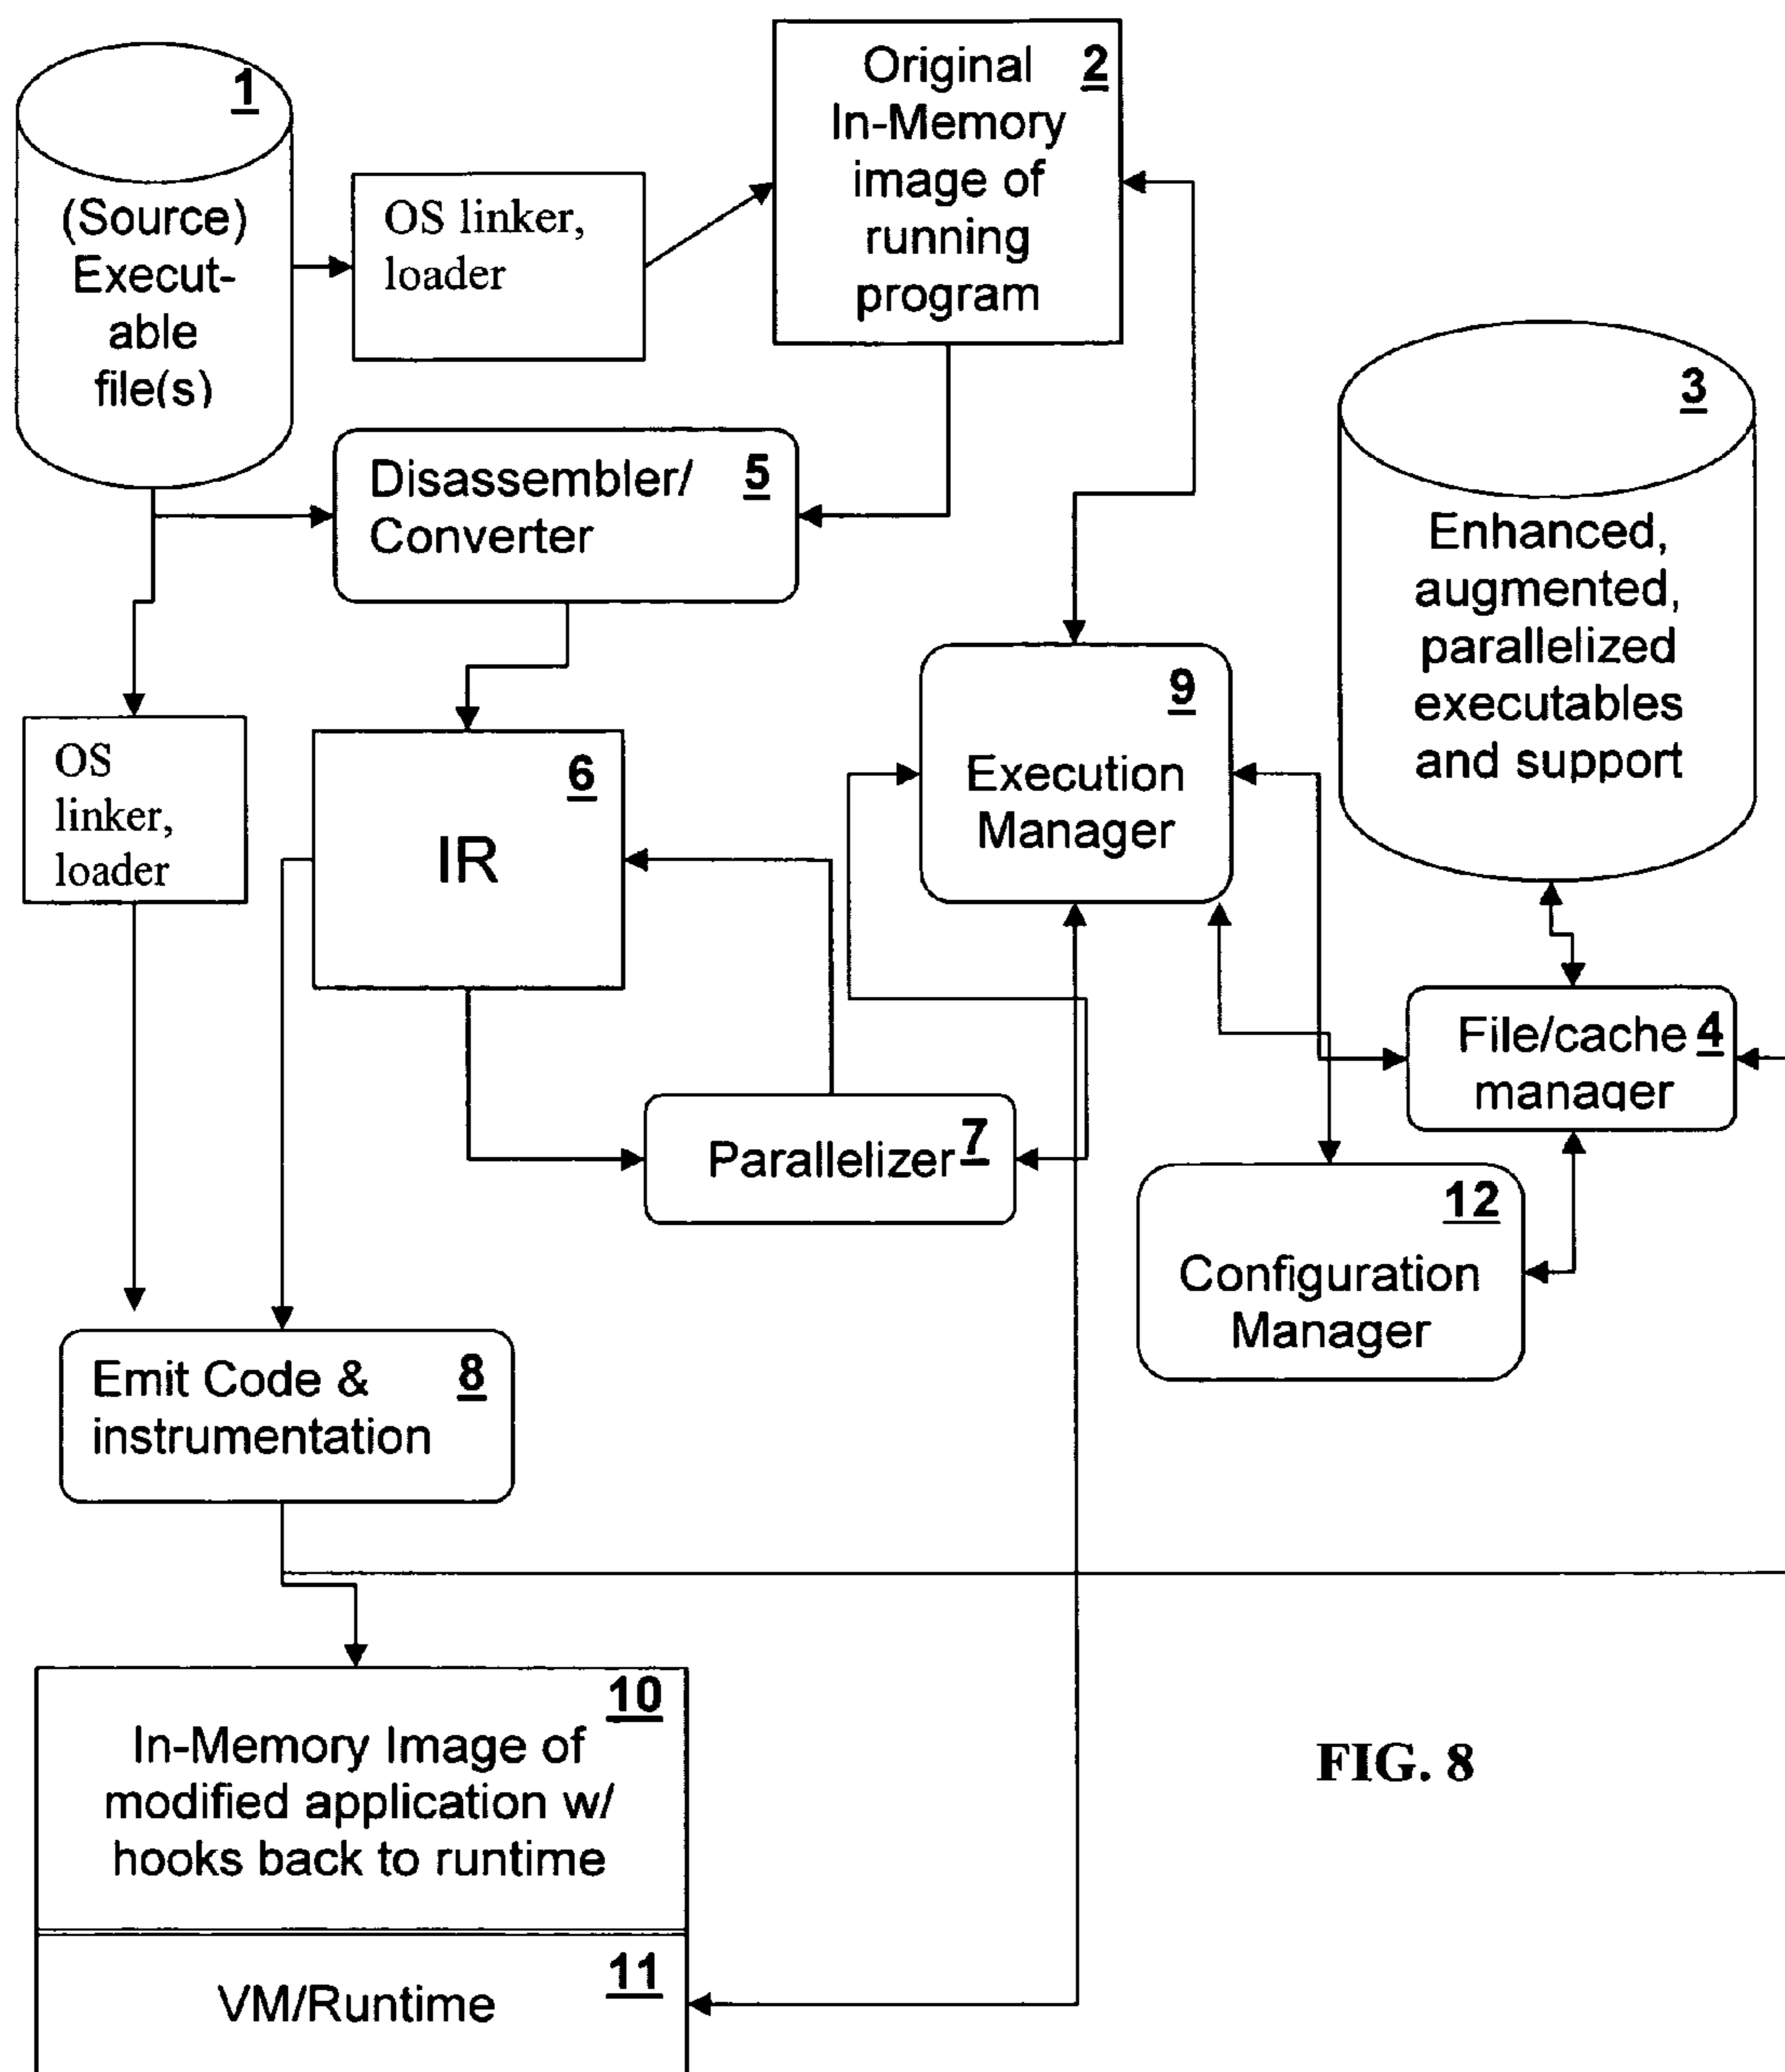 1
(Source)
Execut-
able
file(s)
OS linker,
loader
Original 2
In-Memory
image of
running
program
3
Enhanced,
augmented,
parallelized
executables
and support
Disassembler/ 5
Converter
OS
linker,
loader
6
IR
9
Execution
Manager
File/cache 4
manager
Parallelizer 7
12
Configuration
Manager
Emit Code & 8
instrumentation
10
In-Memory Image of
modified application w/
hooks back to runtime
11
VM/Runtime
FIG. 8